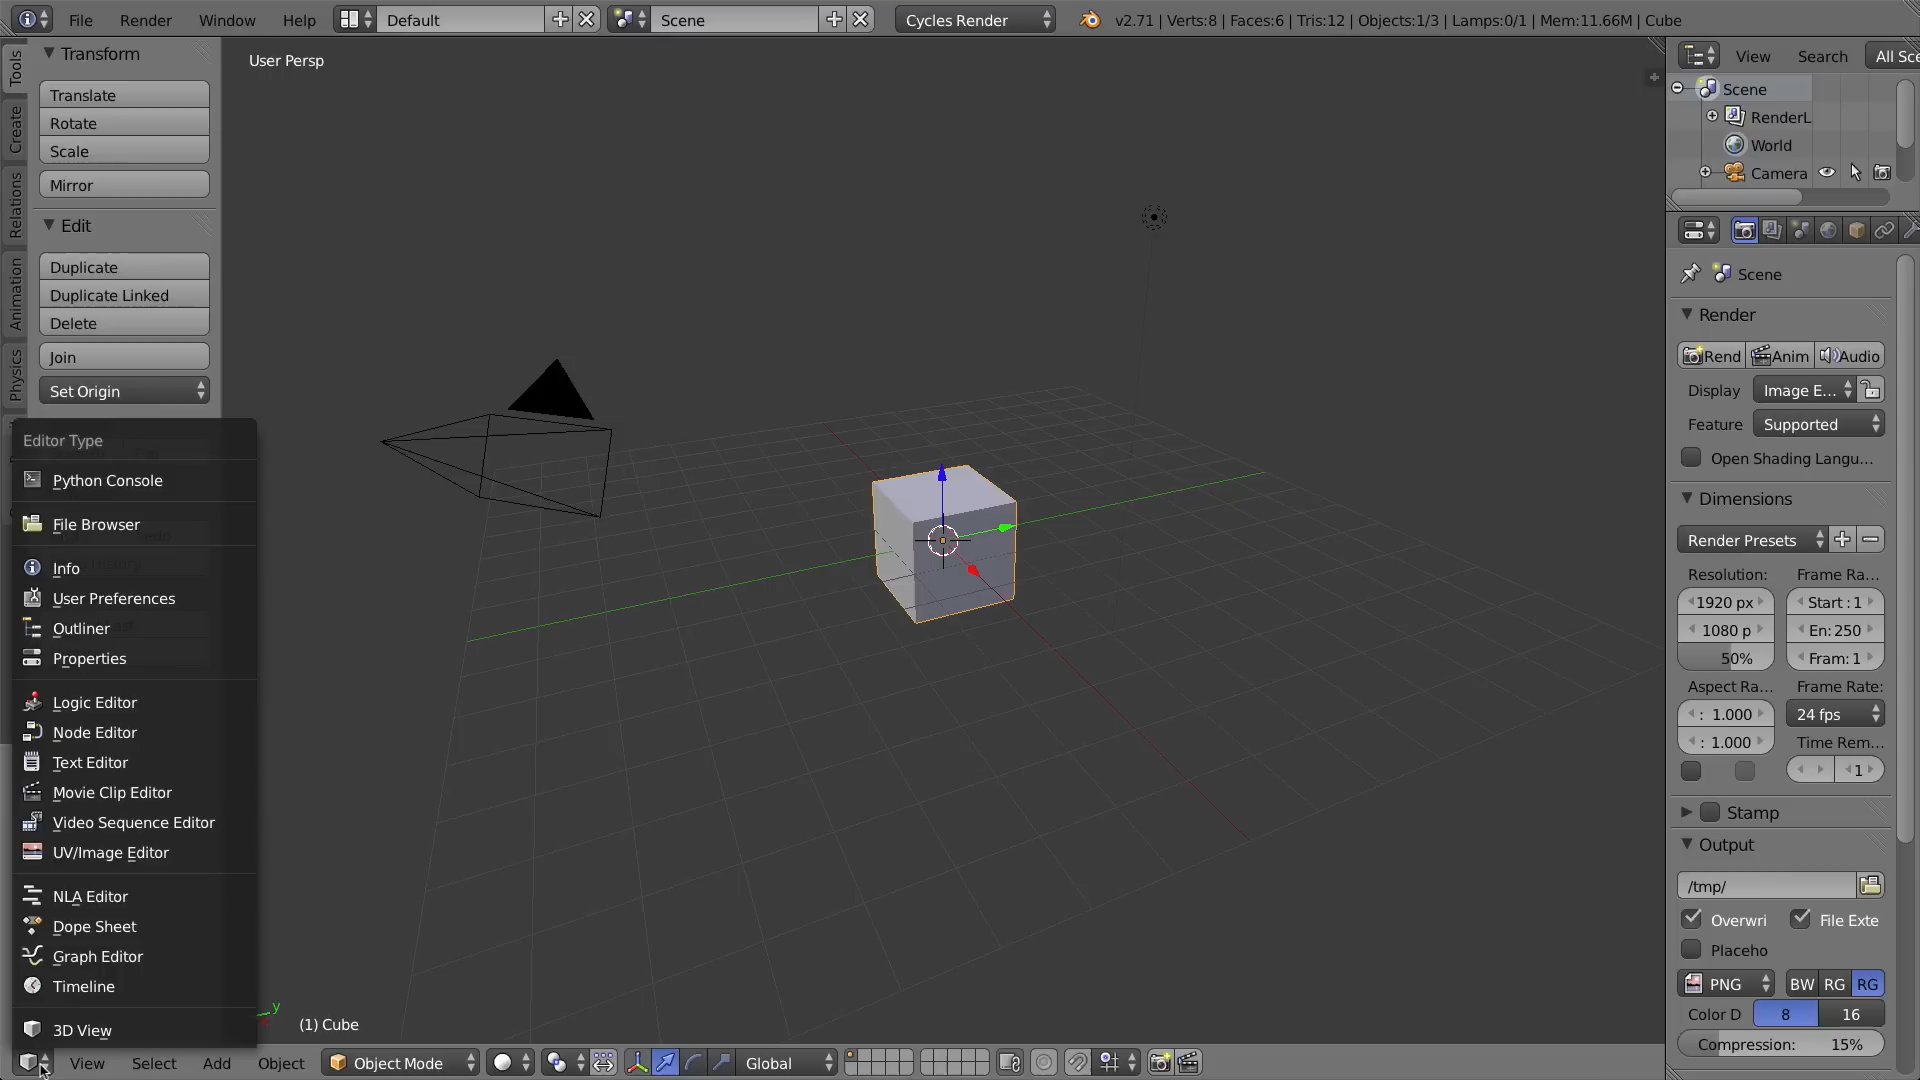 File Render Window Help Default Scene Cycles Render v2.71 | Verts:8 | Faces:6 | Tris:12 | Objects:1/3 | Lamps:0/1 | Mem:11.66M | Cube
Tools
Create
Relations
Animation
Physics
Transform
Translate
Rotate
Scale
Mirror
Edit
Duplicate
Duplicate Linked
Delete
Join
Set Origin
Editor Type
Python Console
File Browser
Info
User Preferences
Outliner
Properties
Logic Editor
Node Editor
Text Editor
Movie Clip Editor
Video Sequence Editor
UV/Image Editor
NLA Editor
Dope Sheet
Graph Editor
Timeline
3D View
User Persp
y
(1) Cube
View Select Add Object Object Mode Global
View Search All Sce
Scene
RenderL
World
Camera
Scene
Render
Rend Anim Audio
Display Image E...
Feature Supported
Open Shading Langu...
Dimensions
Render Presets
Resolution: Frame Ra...
1920 px Start : 1
1080 p En: 250
50% Fram: 1
Aspect Ra... Frame Rate:
: 1.000 24 fps
: 1.000 Time Rem...
1
Stamp
Output
/tmp/
Overwri File Exte
Placeho
PNG BW RG RG
Color D 8 16
Compression: 15%